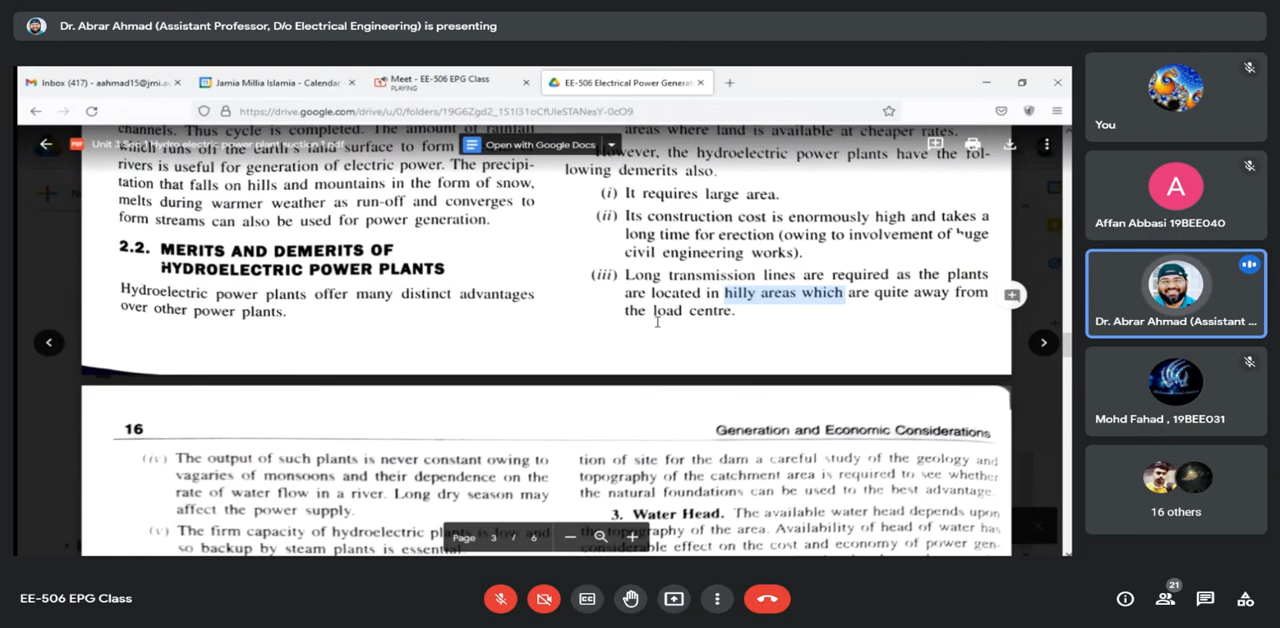 Dr. Abrar Ahmad (Assistant Professor, D/o Electrical Engineering) is presenting
Inbox (417) - aahmad15@jmi.a
Jamia Millia Islamia - Calendar
Meet - EE-506 EPG Class
PLAYING
EE-506 Electrical Power Generat
https://drive.google.com/drive/u/0/folders/19G6Zgd2_1S1I31oCfUIeSTANesY-0cO9
channels. Thus cycle is completed. The amount of rainfall
which runs off the earth's land surface to form
rivers is useful for generation of electric power. The precipi-
tation that falls on hills and mountains in the form of snow,
melts during warmer weather as run-off and converges to
form streams can also be used for power generation.
2.2. MERITS AND DEMERITS OF
HYDROELECTRIC POWER PLANTS
Hydroelectric power plants offer many distinct advantages
over other power plants.
Open with Google Docs
areas where land is available at cheaper rates.
However, the hydroelectric power plants have the fol-
lowing demerits also.
(i) It requires large area.
(ii) Its construction cost is enormously high and takes a
long time for erection (owing to involvement of huge
civil engineering works).
(iii) Long transmission lines are required as the plants
are located in hilly areas which are quite away from
the load centre.
16
Generation and Economic Considerations
(iv) The output of such plants is never constant owing to
vagaries of monsoons and their dependence on the
rate of water flow in a river. Long dry season may
affect the power supply.
(v) The firm capacity of hydroelectric plants is low and
so backup by steam plants is essential.
tion of site for the dam a careful study of the geology and
topography of the catchment area is required to see whether
the natural foundations can be used to the best advantage.
3. Water Head. The available water head depends upon
the topography of the area. Availability of head of water has
considerable effect on the cost and economy of power gen-
Page 3 / 6
You
A
Affan Abbasi 19BEE040
Dr. Abrar Ahmad (Assistant ...
Mohd Fahad , 19BEE031
16 others
EE-506 EPG Class
21